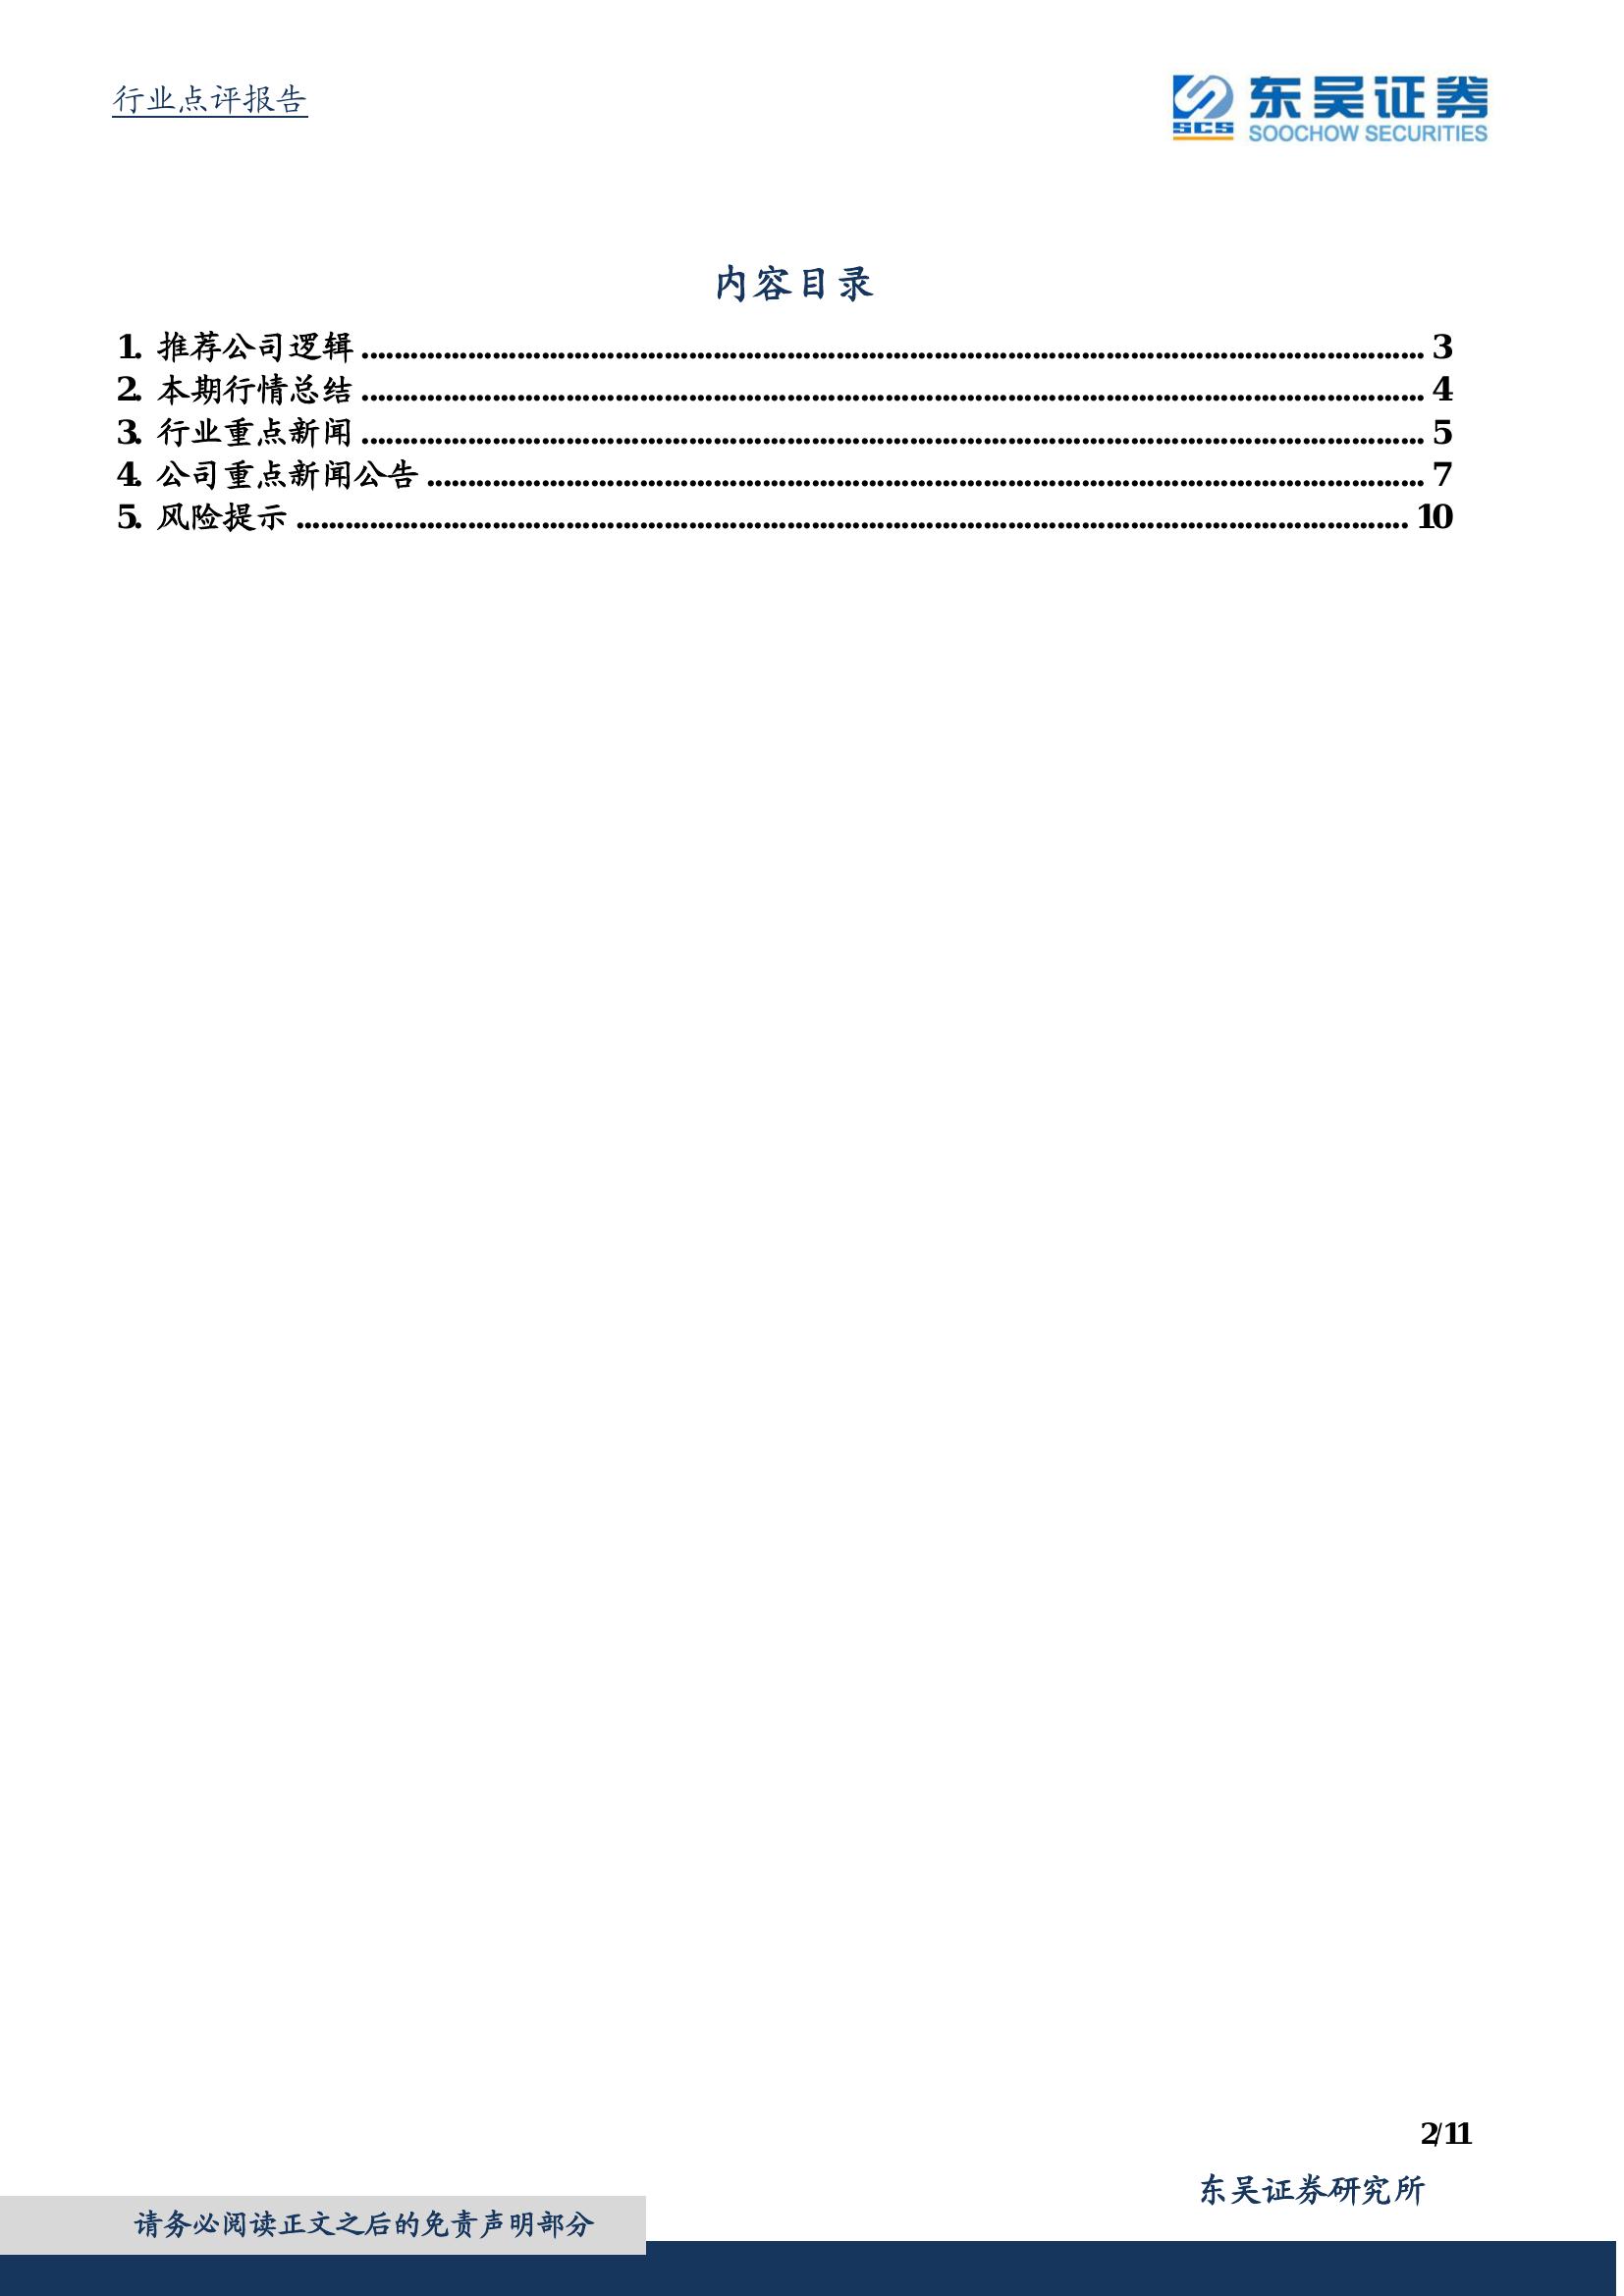 行业点评报告
SCS
东吴证券
SOOCHOW SECURITIES
内容目录
1. 推荐公司逻辑 ........................................................................ 3
2. 本期行情总结 ........................................................................ 4
3. 行业重点新闻 ........................................................................ 5
4. 公司重点新闻公告 ........................................................................ 7
5. 风险提示 ........................................................................ 10
2/11
东吴证券研究所
请务必阅读正文之后的免责声明部分